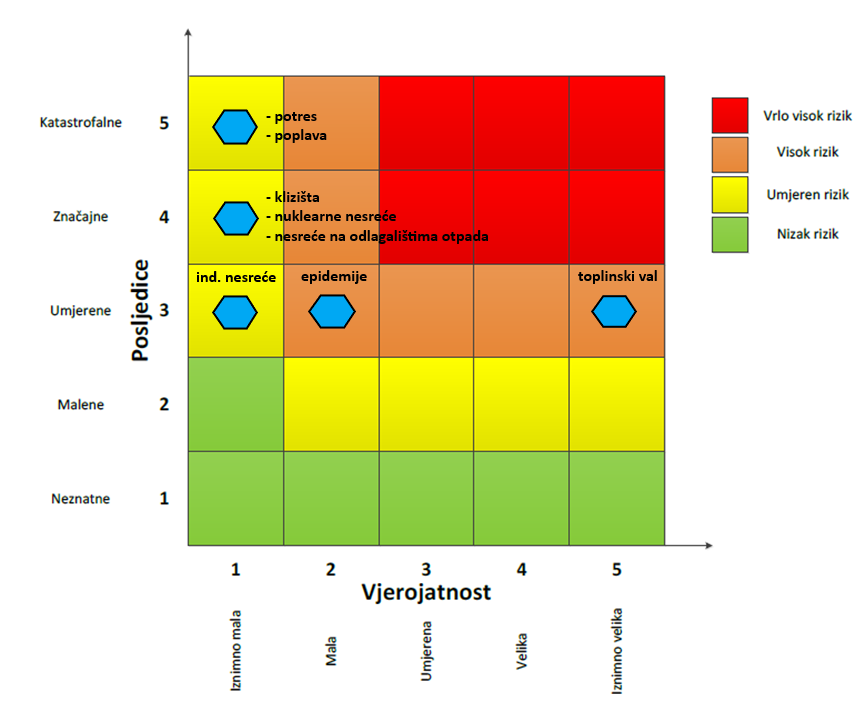 Katastrofalne 5
- potres
- poplava
Značajne 4
- klizišta
- nuklearne nesreće
- nesreće na odlagalištima otpada
Umjerene 3
ind. nesreće epidemije toplinski val
Malene 2
Neznatne 1
Posljedice
1 2 3 4 5
Vjerojatnost
Iznimno mala
Mala
Umjerena
Velika
Iznimno velika
Vrlo visok rizik
Visok rizik
Umjeren rizik
Nizak rizik